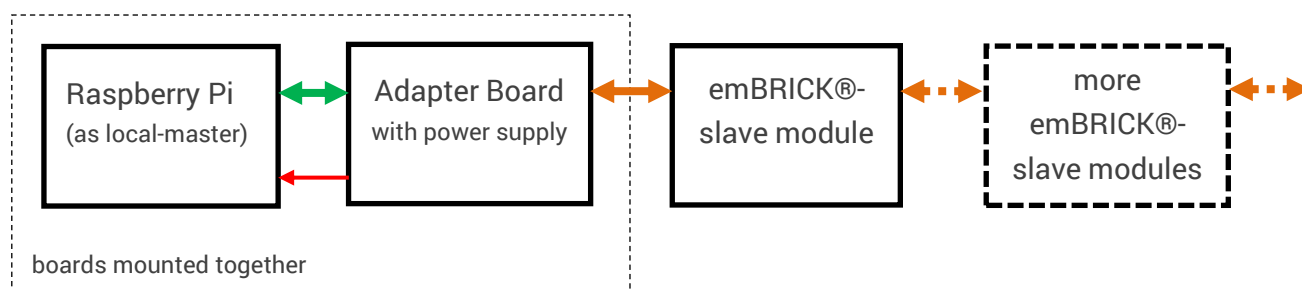 Raspberry Pi
(as local-master)
Adapter Board
with power supply
emBRICK®-
slave module
more
emBRICK®-
slave modules
boards mounted together